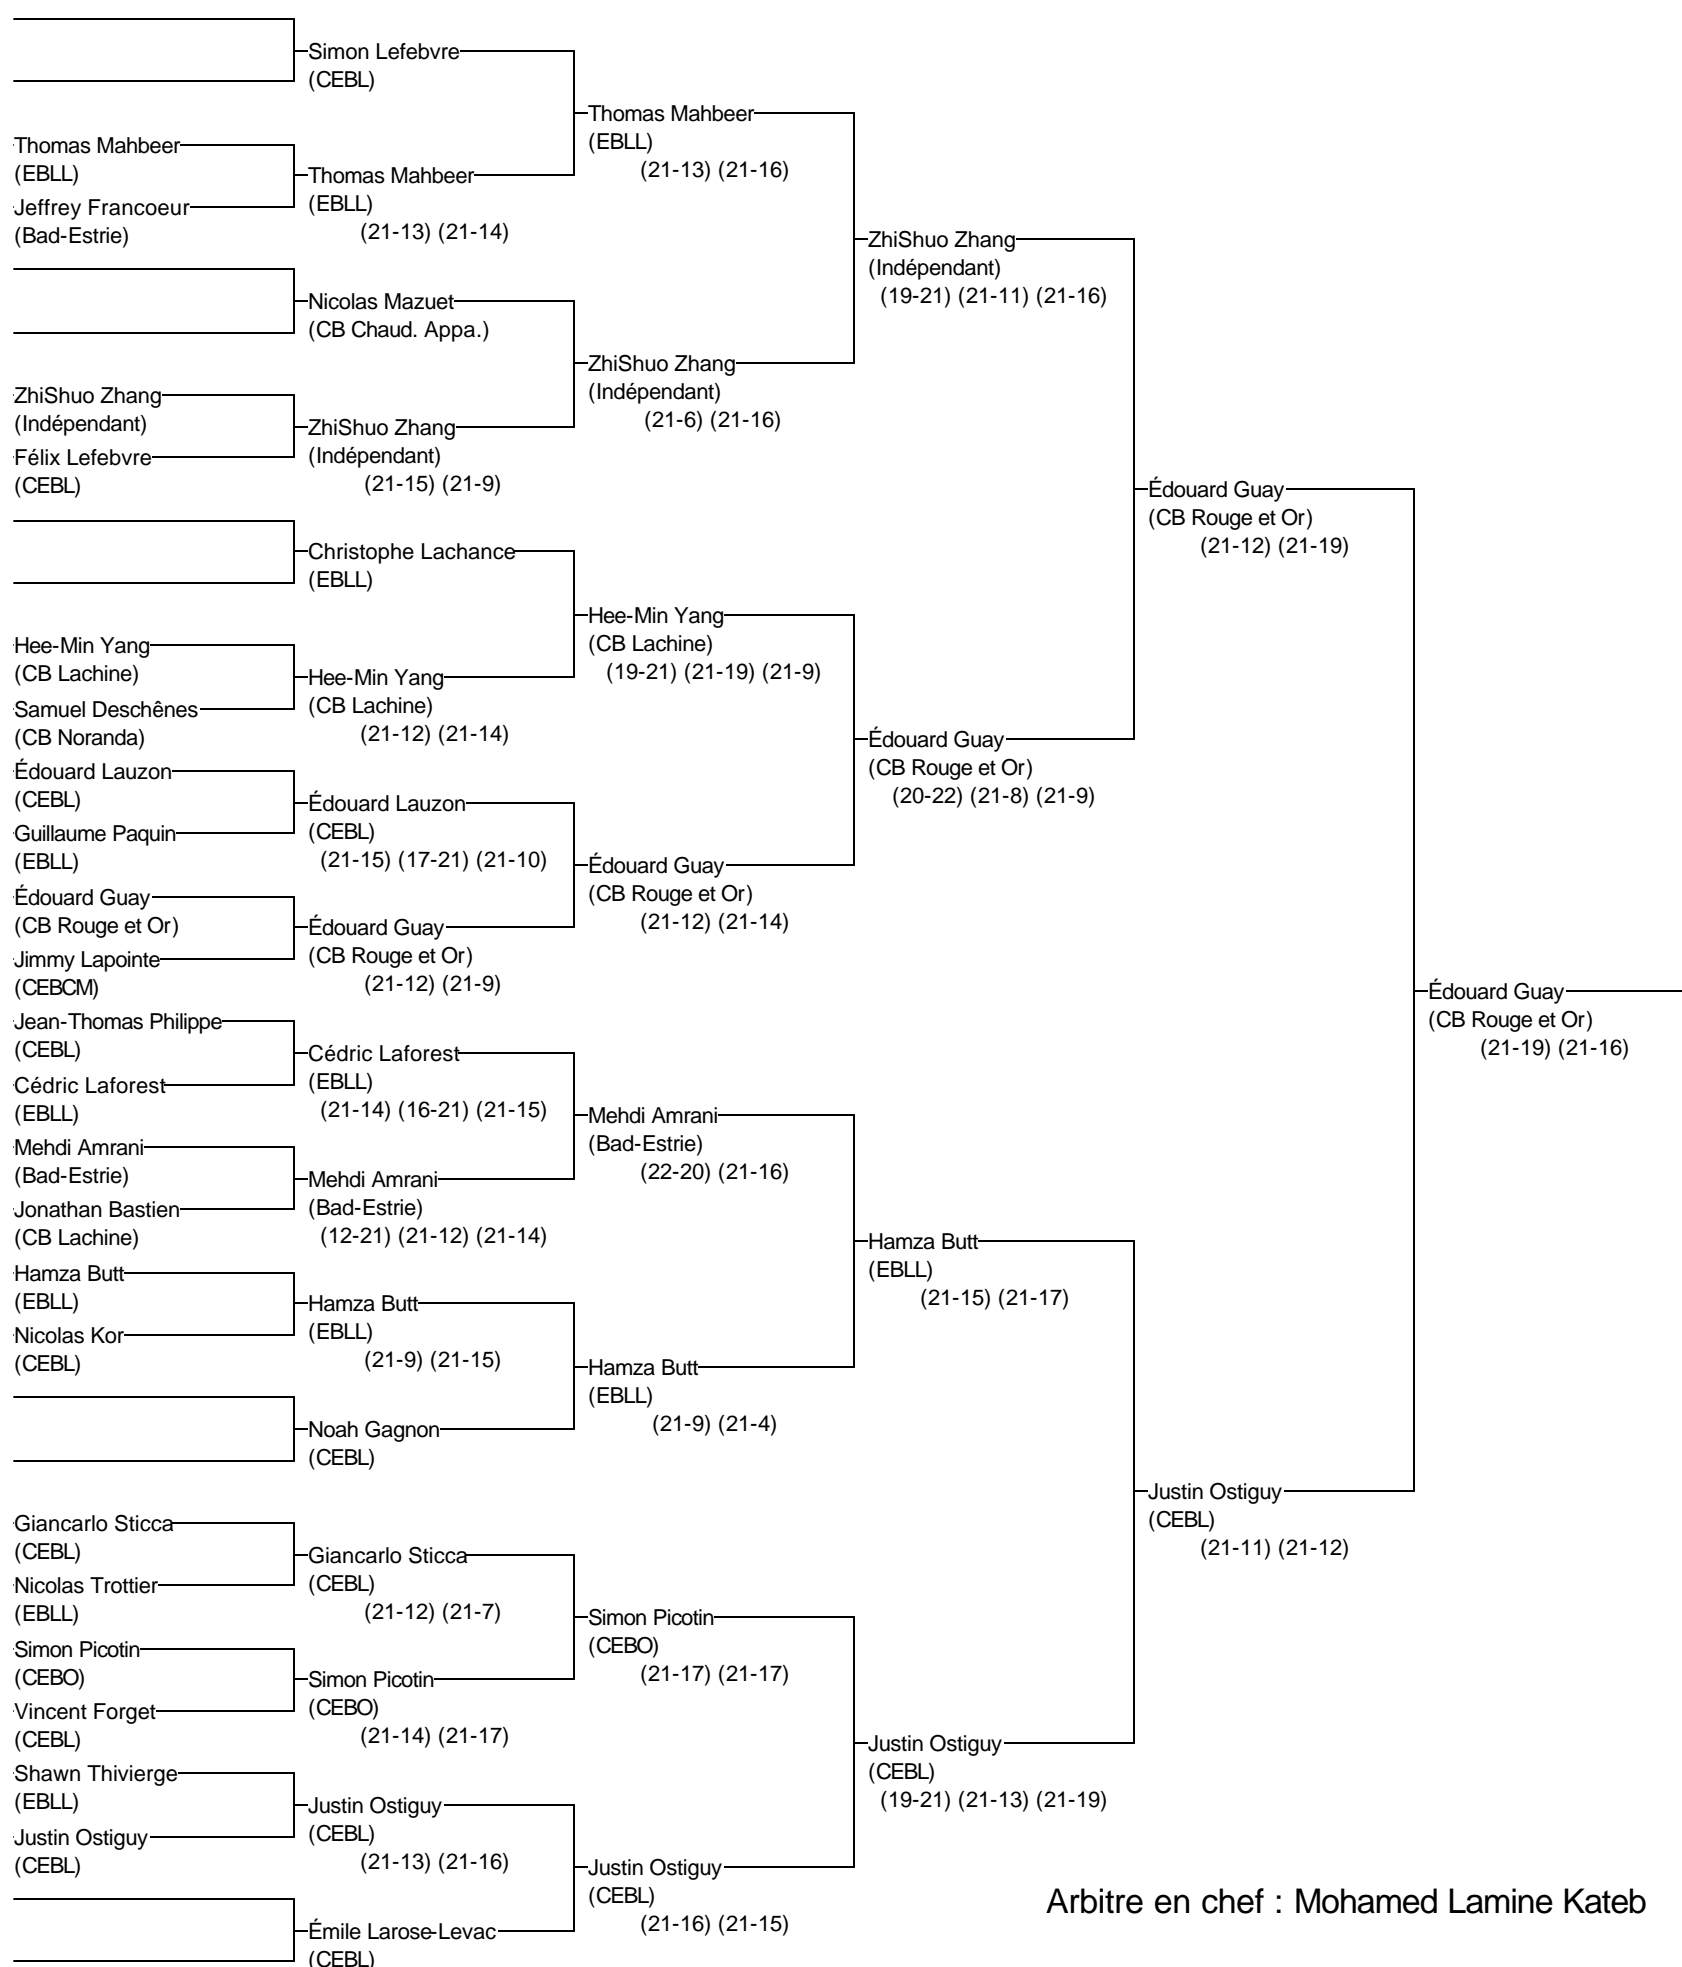 Simon Lefebvre
(CEBL)
Thomas Mahbeer
(EBLL)
(21-13) (21-16)
Thomas Mahbeer
(EBLL)
Thomas Mahbeer
(EBLL)
(21-13) (21-14)
Jeffrey Francoeur
(Bad-Estrie)
ZhiShuo Zhang
(Indépendant)
(19-21) (21-11) (21-16)
Nicolas Mazuet
(CB Chaud. Appa.)
ZhiShuo Zhang
(Indépendant)
(21-6) (21-16)
ZhiShuo Zhang
(Indépendant)
ZhiShuo Zhang
(Indépendant)
(21-15) (21-9)
Félix Lefebvre
(CEBL)
Édouard Guay
(CB Rouge et Or)
(21-12) (21-19)
Christophe Lachance
(EBLL)
Hee-Min Yang
(CB Lachine)
(19-21) (21-19) (21-9)
Hee-Min Yang
(CB Lachine)
Hee-Min Yang
(CB Lachine)
(21-12) (21-14)
Samuel Deschênes
(CB Noranda)
Édouard Guay
(CB Rouge et Or)
(20-22) (21-8) (21-9)
Édouard Lauzon
(CEBL)
Édouard Lauzon
(CEBL)
(21-15) (17-21) (21-10)
Guillaume Paquin
(EBLL)
Édouard Guay
(CB Rouge et Or)
(21-12) (21-14)
Édouard Guay
(CB Rouge et Or)
Édouard Guay
(CB Rouge et Or)
(21-12) (21-9)
Jimmy Lapointe
(CEBCM)
Édouard Guay
(CB Rouge et Or)
(21-19) (21-16)
Jean-Thomas Philippe
(CEBL)
Cédric Laforest
(EBLL)
(21-14) (16-21) (21-15)
Cédric Laforest
(EBLL)
Mehdi Amrani
(Bad-Estrie)
(22-20) (21-16)
Mehdi Amrani
(Bad-Estrie)
Mehdi Amrani
(Bad-Estrie)
(12-21) (21-12) (21-14)
Jonathan Bastien
(CB Lachine)
Hamza Butt
(EBLL)
(21-15) (21-17)
Hamza Butt
(EBLL)
Hamza Butt
(EBLL)
(21-9) (21-15)
Nicolas Kor
(CEBL)
Hamza Butt
(EBLL)
(21-9) (21-4)
Noah Gagnon
(CEBL)
Justin Ostiguy
(CEBL)
(21-11) (21-12)
Giancarlo Sticca
(CEBL)
Giancarlo Sticca
(CEBL)
(21-12) (21-7)
Nicolas Trottier
(EBLL)
Simon Picotin
(CEBO)
(21-17) (21-17)
Simon Picotin
(CEBO)
Simon Picotin
(CEBO)
(21-14) (21-17)
Vincent Forget
(CEBL)
Justin Ostiguy
(CEBL)
(19-21) (21-13) (21-19)
Shawn Thivierge
(EBLL)
Justin Ostiguy
(CEBL)
(21-13) (21-16)
Justin Ostiguy
(CEBL)
Justin Ostiguy
(CEBL)
(21-16) (21-15)
Émile Larose-Levac
(CEBL)
Arbitre en chef : Mohamed Lamine Kateb